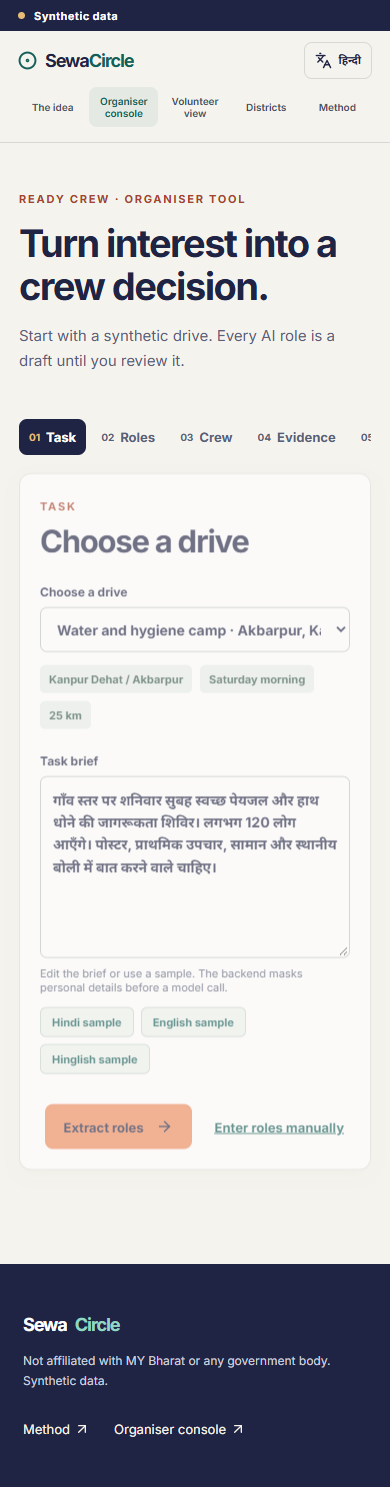 Synthetic data
SewaCircle
हिन्दी
The idea
Organiser console
Volunteer view
Districts
Method
READY CREW · ORGANISER TOOL
Turn interest into a
crew decision.
Start with a synthetic drive. Every AI role is a
draft until you review it.
01 Task 02 Roles 03 Crew 04 Evidence 05
TASK
Choose a drive
Choose a drive
Water and hygiene camp · Akbarpur, Ka
Kanpur Dehat / Akbarpur
Saturday morning
25 km
Task brief
गाँव स्तर पर शनिवार सुबह स्वच्छ पेयजल और हाथ
धोने की जागरूकता शिविर। लगभग 120 लोग
आएँगे। पोस्टर, प्राथमिक उपचार, सामान और स्थानीय
बोली में बात करने वाले चाहिए।
Edit the brief or use a sample. The backend masks
personal details before a model call.
Hindi sample
English sample
Hinglish sample
Extract roles →
Enter roles manually
Sewa Circle
Not affiliated with MY Bharat or any government body.
Synthetic data.
Method ↗ Organiser console ↗